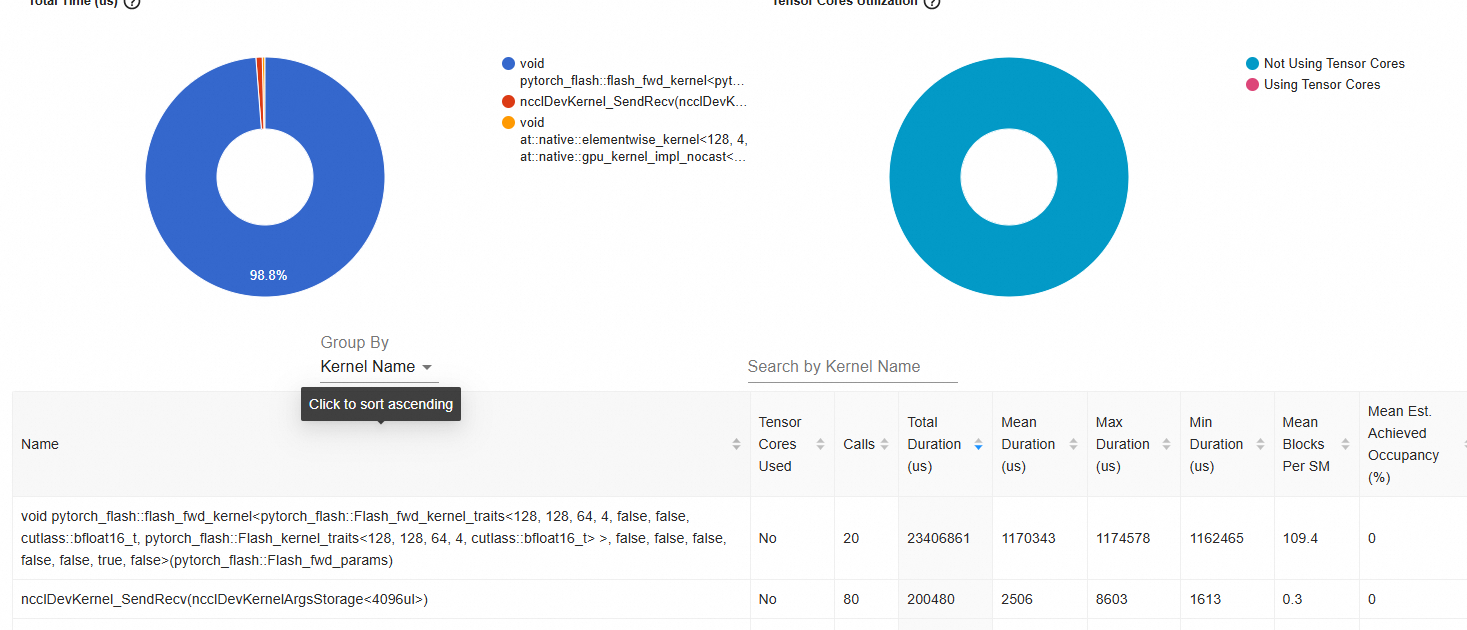 Total Time (us) ?
Tensor Cores Utilization ?
void
pytorch_flash::flash_fwd_kernel<pyt...
ncclDevKernel_SendRecv(ncclDevK...
void
at::native::elementwise_kernel<128, 4,
at::native::gpu_kernel_impl_nocast<...
98.8%
Not Using Tensor Cores
Using Tensor Cores
Group By
Kernel Name
Search by Kernel Name
Click to sort ascending
Name
Tensor
Cores
Used
Calls
Total
Duration
(us)
Mean
Duration
(us)
Max
Duration
(us)
Min
Duration
(us)
Mean
Blocks
Per SM
Mean Est.
Achieved
Occupancy
(%)
void pytorch_flash::flash_fwd_kernel<pytorch_flash::Flash_fwd_kernel_traits<128, 128, 64, 4, false, false,
cutlass::bfloat16_t, pytorch_flash::Flash_kernel_traits<128, 128, 64, 4, cutlass::bfloat16_t> >, false, false, false,
false, false, true, false>(pytorch_flash::Flash_fwd_params)
No 20 23406861 1170343 1174578 1162465 109.4 0
ncclDevKernel_SendRecv(ncclDevKernelArgsStorage<4096ul>) No 80 200480 2506 8603 1613 0.3 0